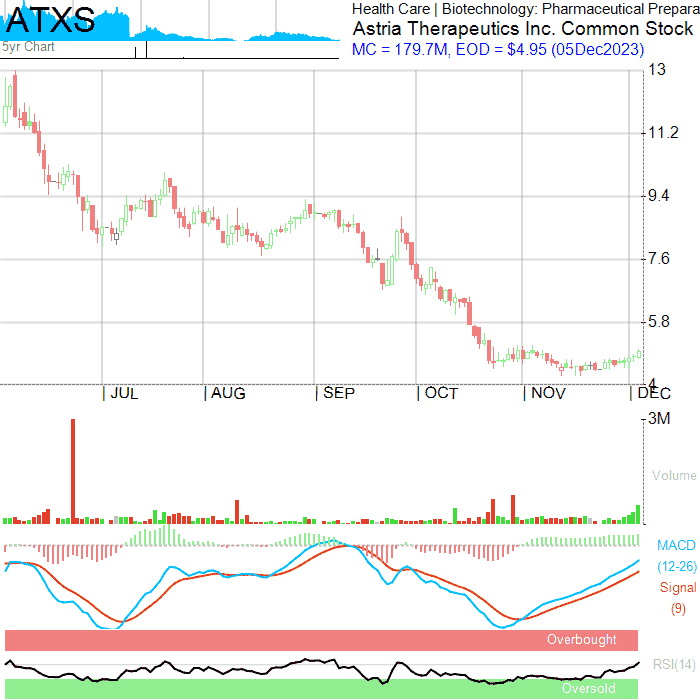 ATXS
5yr Chart
Health Care | Biotechnology: Pharmaceutical Prepara
Astria Therapeutics Inc. Common Stock
MC = 179.7M, EOD = $4.95 (05Dec2023)
13
11.2
9.4
7.6
5.8
4
| JUL | AUG | SEP | OCT | NOV | DEC
3M
Volume
MACD
(12-26)
Signal
(9)
Overbought
RSI(14)
Oversold